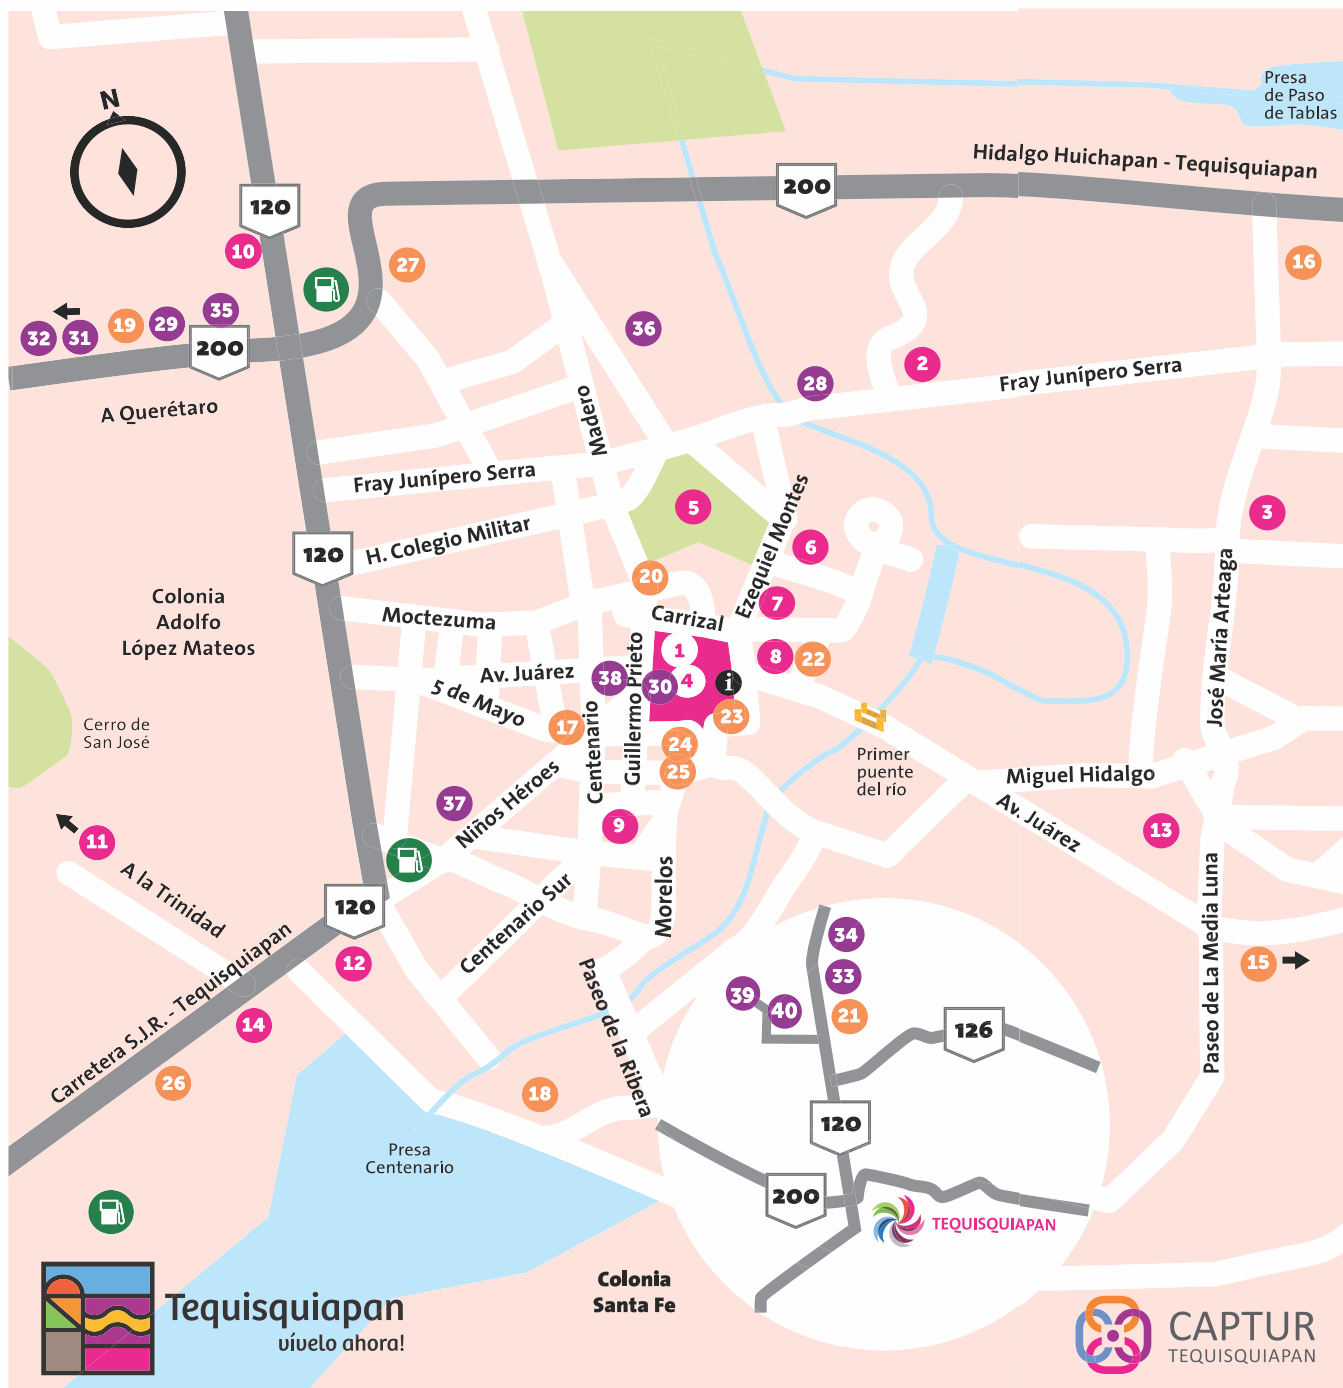 N
Presa
de Paso
de Tablas
Hidalgo Huichapan - Tequisquiapan
200
120
10
27
16
35
32
31
19
29
200
36
2
28
A Querétaro
Fray Junípero Serra
Madero
Fray Junípero Serra
5
3
H. Colegio Militar
120
Ezequiel Montes
6
20
7
Colonia
Adolfo
López Mateos
Moctezuma
Carrizal
José María Arteaga
1
8
22
Av. Juárez
38
Guillermo Prieto
30
4
i
5 de Mayo
17
23
Cerro de
San José
Centenario
24
25
Primer
puente
del río
Miguel Hidalgo
37
Niños Héroes
9
Av. Juárez
13
11
A la Trinidad
Morelos
Paseo de La Media Luna
120
Centenario Sur
12
34
15
33
39
40
21
14
Carretera S.J.R. - Tequisquiapan
Paseo de la Ribera
126
26
18
120
Presa
Centenario
200
TEQUISQUIAPAN
Colonia
Santa Fe
Tequisquiapan
vívelo ahora!
CAPTUR
TEQUISQUIAPAN